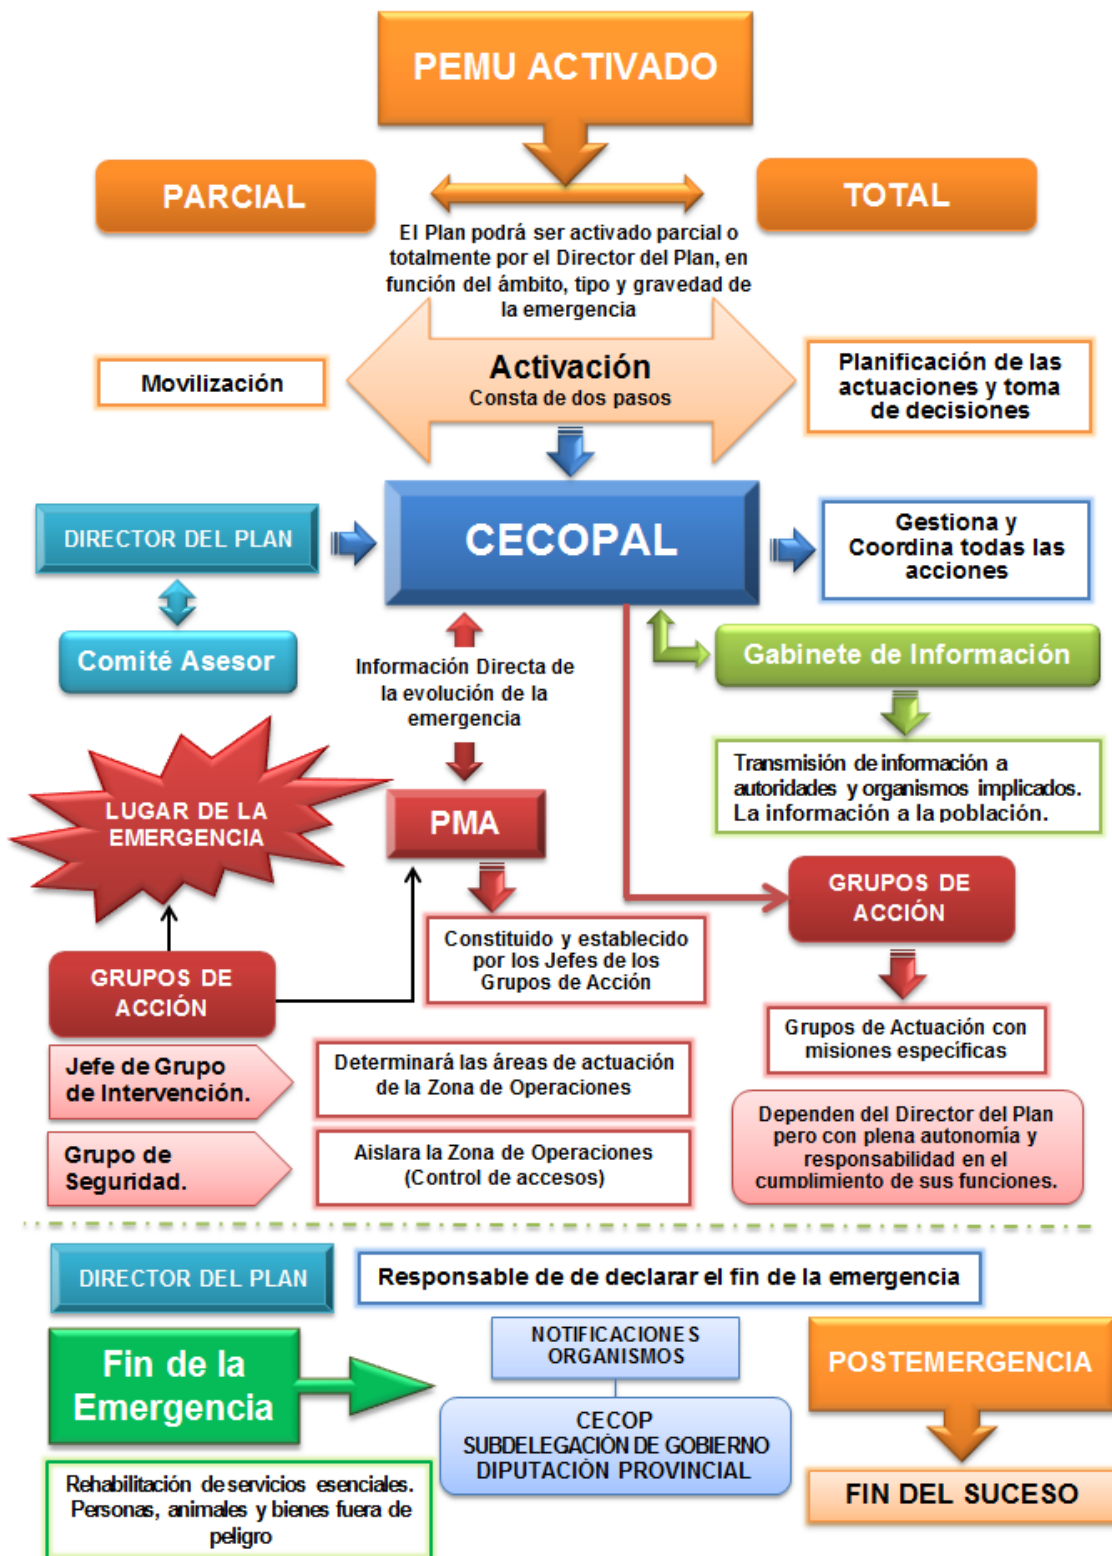 PEMU ACTIVADO
PARCIAL
TOTAL
El Plan podrá ser activado parcial o
totalmente por el Director del Plan, en
función del ámbito, tipo y gravedad de
la emergencia
Movilización
Activación
Consta de dos pasos
Planificación de las
actuaciones y toma
de decisiones
DIRECTOR DEL PLAN
CECOPAL
Gestiona y
Coordina todas las
acciones
Comité Asesor
Información Directa de
la evolución de la
emergencia
Gabinete de Información
Transmisión de información a
autoridades y organismos implicados.
La información a la población.
LUGAR DE LA
EMERGENCIA
PMA
GRUPOS DE
ACCIÓN
Constituido y establecido
por los Jefes de los
Grupos de Acción
GRUPOS DE
ACCIÓN
Grupos de Actuación con
misiones específicas
Jefe de Grupo
de Intervención.
Determinará las áreas de actuación
de la Zona de Operaciones
Dependen del Director del Plan
pero con plena autonomía y
responsabilidad en el
cumplimiento de sus funciones.
Grupo de
Seguridad.
Aislara la Zona de Operaciones
(Control de accesos)
DIRECTOR DEL PLAN
Responsable de de declarar el fin de la emergencia
Fin de la
Emergencia
NOTIFICACIONES
ORGANISMOS
POSTEMERGENCIA
CECOP
SUBDELEGACIÓN DE GOBIERNO
DIPUTACIÓN PROVINCIAL
Rehabilitación de servicios esenciales.
Personas, animales y bienes fuera de
peligro
FIN DEL SUCESO